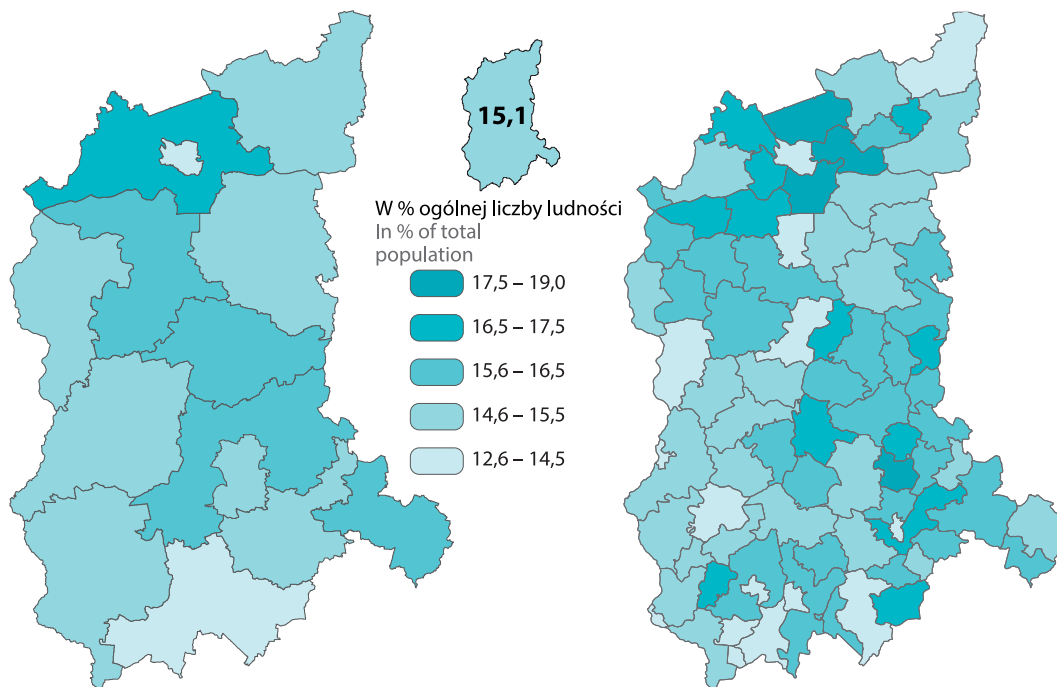 15,1
W % ogólnej liczby ludności
In % of total
population
17,5 – 19,0
16,5 – 17,5
15,6 – 16,5
14,6 – 15,5
12,6 – 14,5